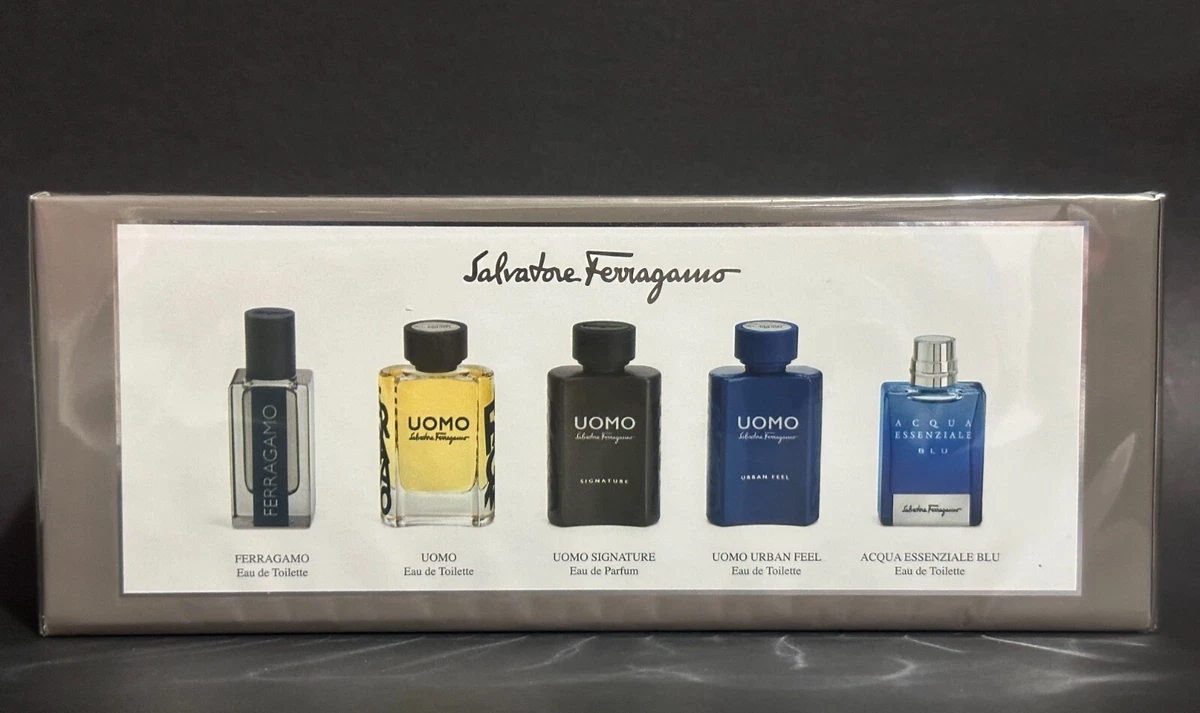 Salvatore Ferragamo
FERRAGAMO
UOMO
Salvatore Ferragamo
UOMO
Salvatore Ferragamo
SIGNATURE
UOMO
Salvatore Ferragamo
URBAN FEEL
ACQUA
ESSENZIALE
BLU
Salvatore Ferragamo
FERRAGAMO
Eau de Toilette
UOMO
Eau de Toilette
UOMO SIGNATURE
Eau de Parfum
UOMO URBAN FEEL
Eau de Toilette
ACQUA ESSENZIALE BLU
Eau de Toilette